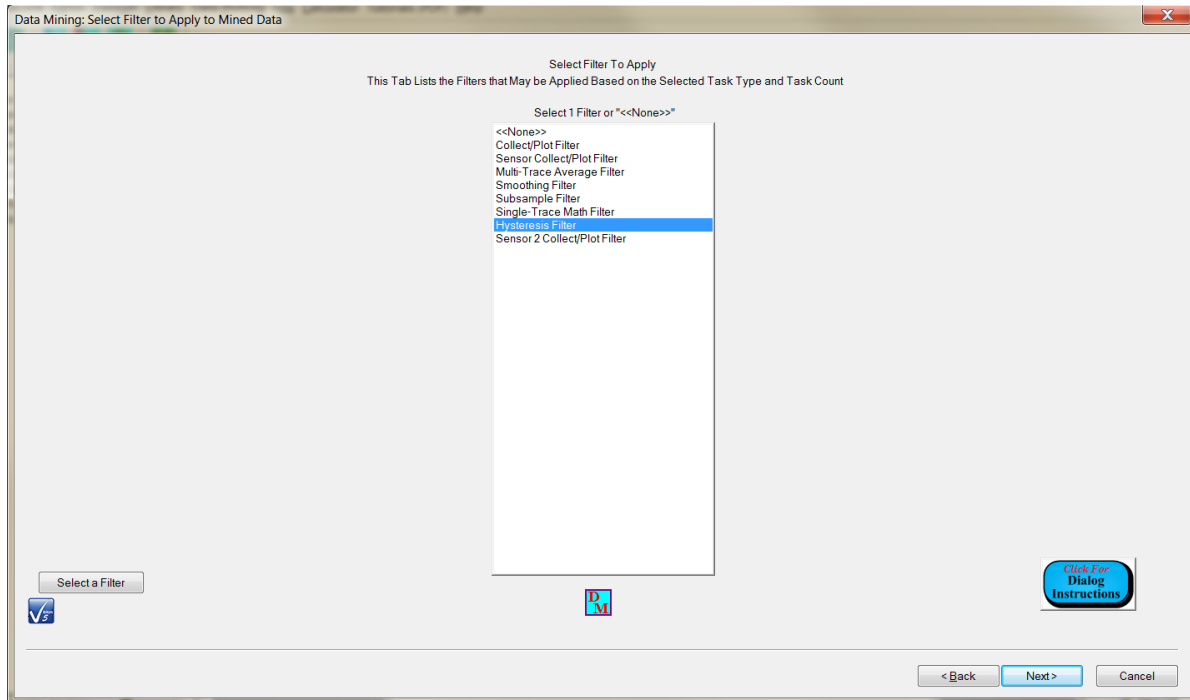 Data Mining: Select Filter to Apply to Mined Data
X
Select Filter To Apply
This Tab Lists the Filters that May be Applied Based on the Selected Task Type and Task Count
Select 1 Filter or "<<None>>"
<<None>>
Collect/Plot Filter
Sensor Collect/Plot Filter
Multi-Trace Average Filter
Smoothing Filter
Subsample Filter
Single-Trace Math Filter
Hysteresis Filter
Sensor 2 Collect/Plot Filter
Select a Filter
Click For
Dialog
Instructions
D
M
< Back
Next >
Cancel